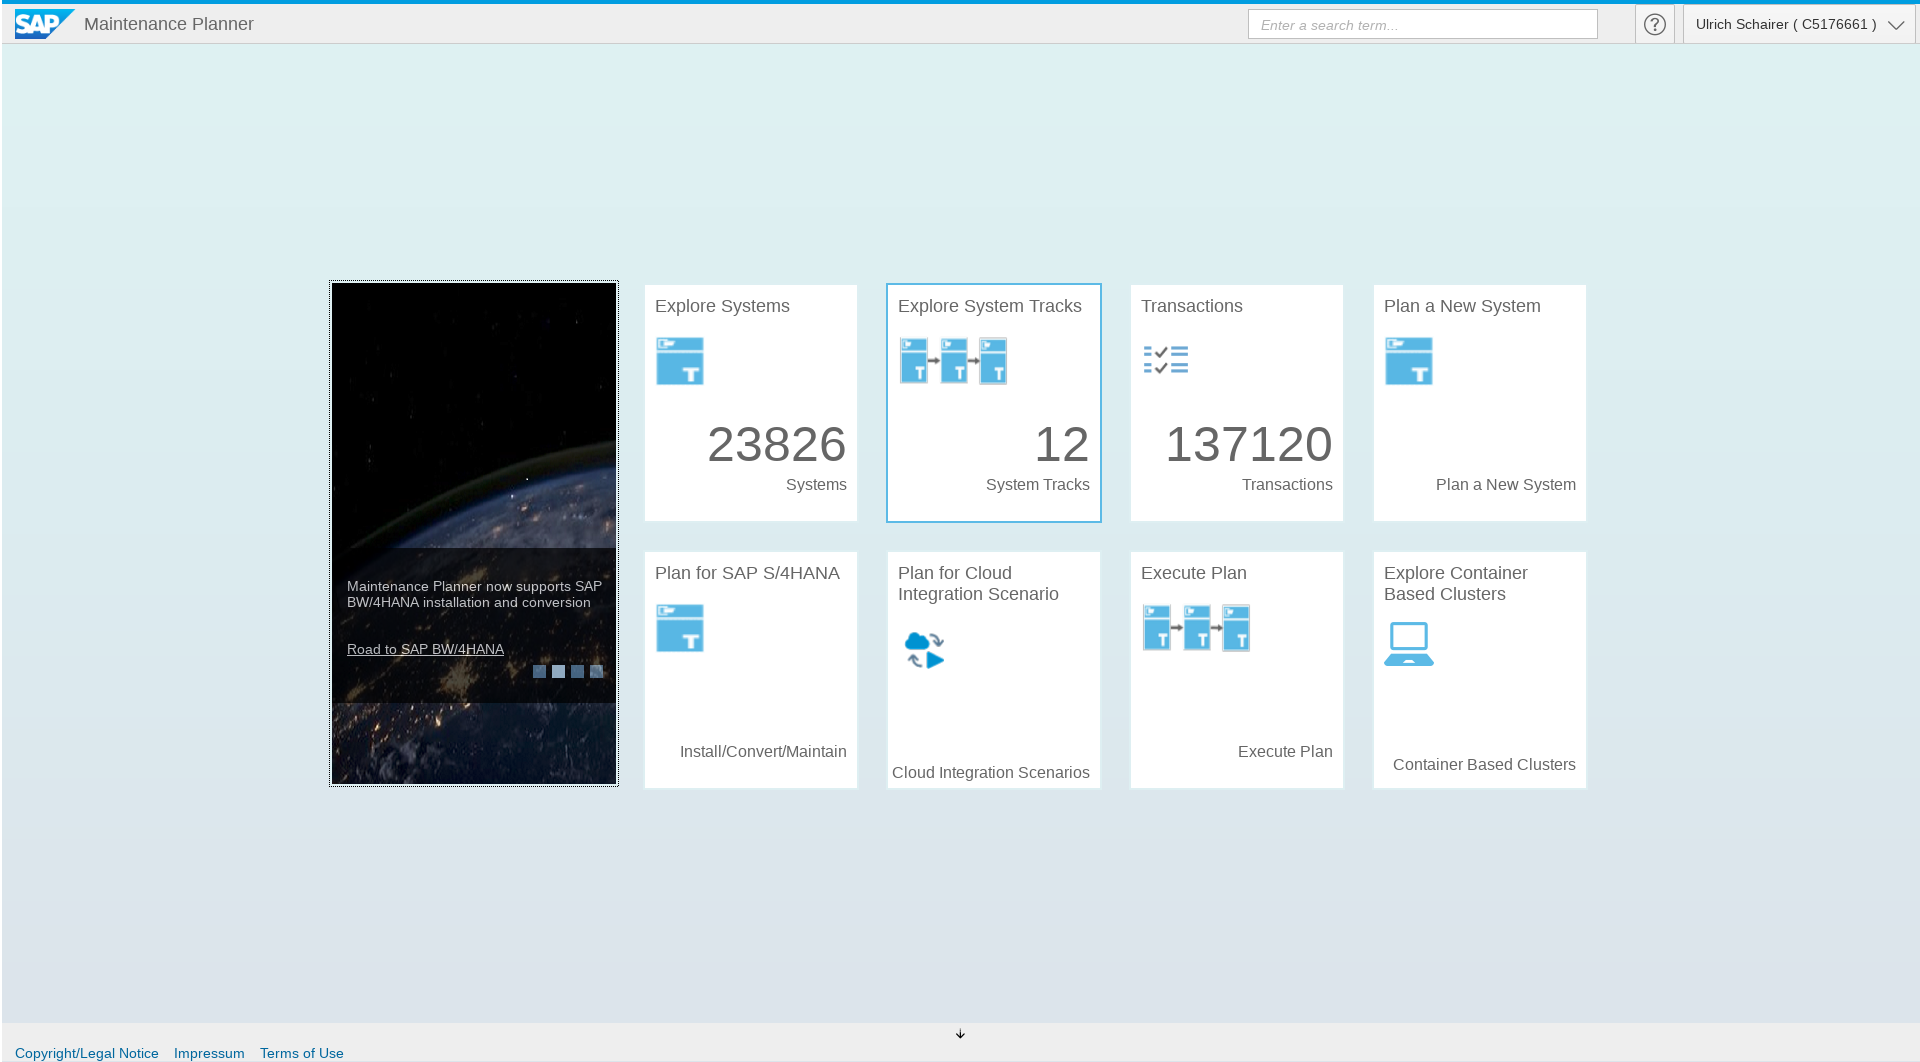 SAP Maintenance Planner
Enter a search term...
Ulrich Schairer ( C5176661 )
Maintenance Planner now supports SAP
BW/4HANA installation and conversion
Road to SAP BW/4HANA
Explore Systems
23826
Systems
Explore System Tracks
12
System Tracks
Transactions
137120
Transactions
Plan a New System
Plan a New System
Plan for SAP S/4HANA
Install/Convert/Maintain
Plan for Cloud
Integration Scenario
Cloud Integration Scenarios
Execute Plan
Execute Plan
Explore Container
Based Clusters
Container Based Clusters
Copyright/Legal Notice Impressum Terms of Use